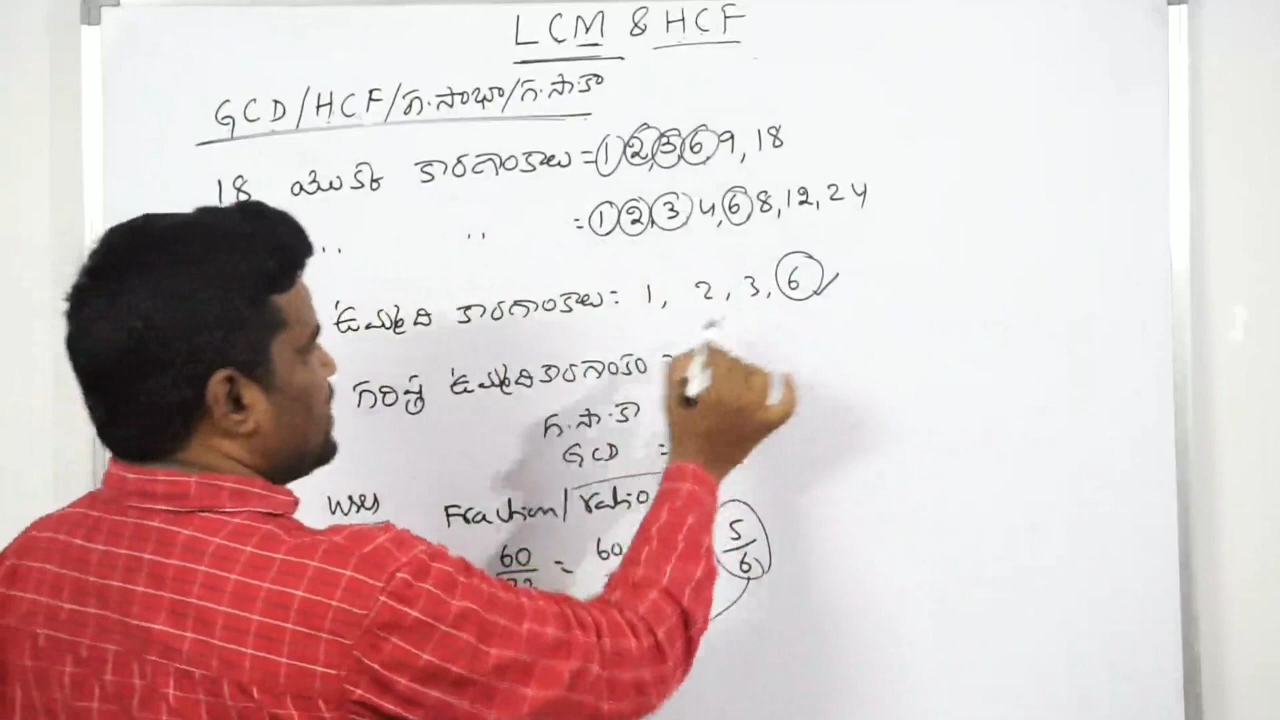 LCM & HCF
GCD/HCF/గ.సాభా/గ.సా.కా
18 యొక్క కారణాంకాలు = 1, 2, 3, 6, 9, 18
,, ,, = 1, 2, 3, 4, 6, 8, 12, 24
ఉమ్మడి కారణాంకాలు: 1, 2, 3, 6
గరిష్ఠ ఉమ్మడి కారణాంకం =
గ.సా.కా
GCD =
uses Fraction/ratio
60/72 = 60 5/6